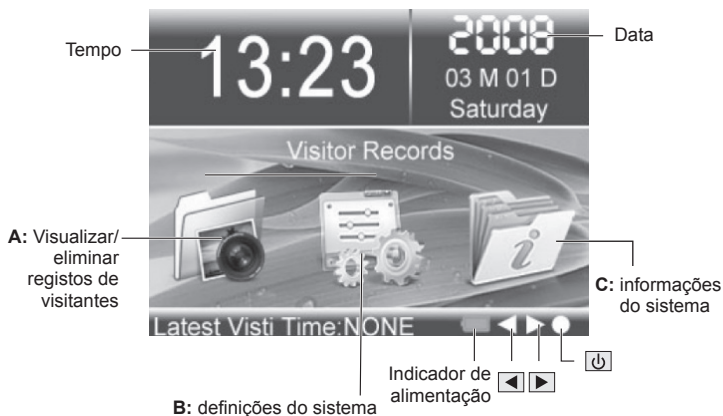 Tempo
13:23
2008
03 M 01 D
Saturday
Data
Visitor Records
A: Visualizar/
eliminar
registos de
visitantes
C: informações
do sistema
Latest Visti Time:NONE
Indicador de
alimentação
B: definições do sistema